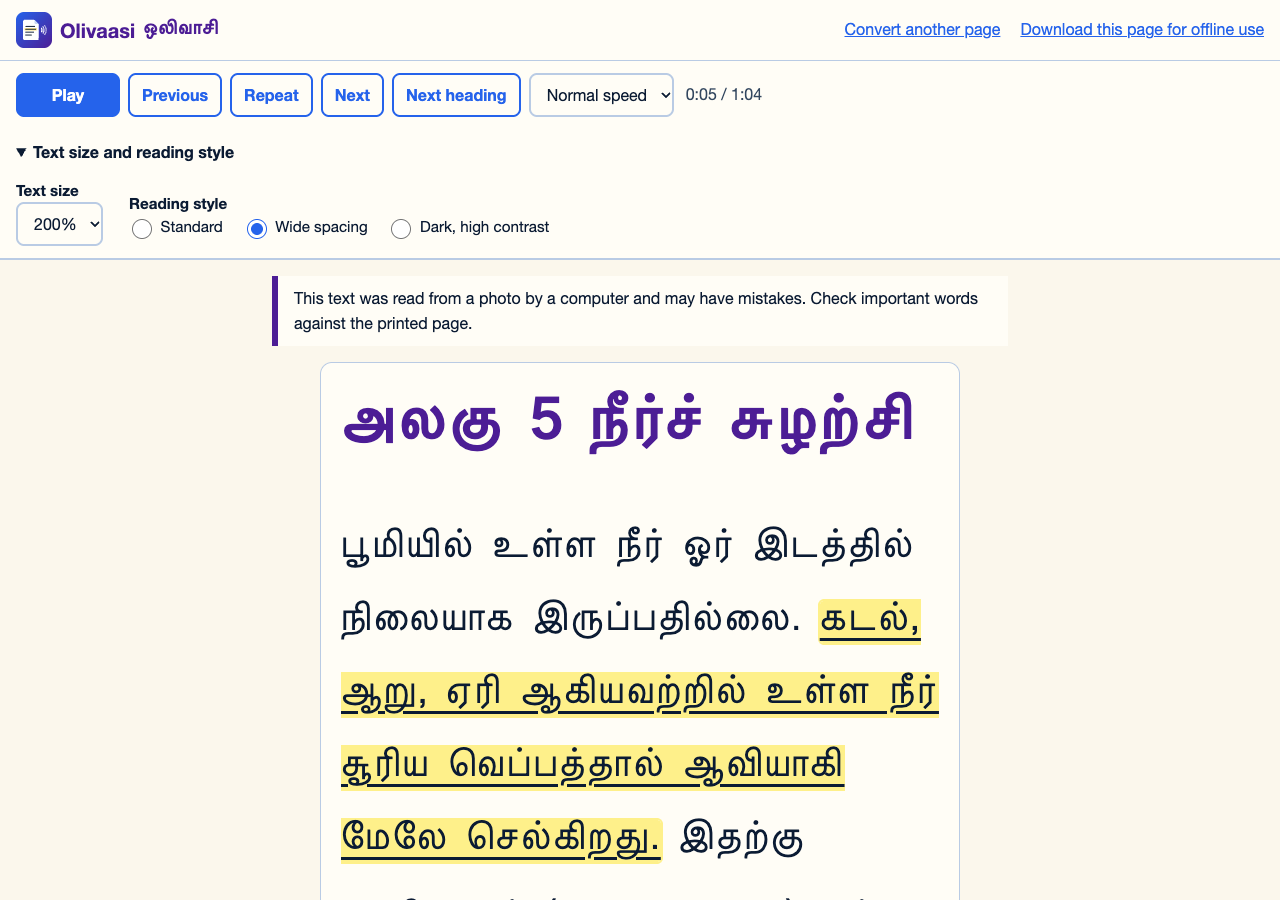 Olivaasi ஒலிவாசி
Convert another page Download this page for offline use
Play Previous Repeat Next Next heading Normal speed 0:05 / 1:04
Text size and reading style
Text size
200%
Reading style
Standard Wide spacing Dark, high contrast
This text was read from a photo by a computer and may have mistakes. Check important words
against the printed page.
அலகு 5 நீர்ச் சுழற்சி
பூமியில் உள்ள நீர் ஓர் இடத்தில்
நிலையாக இருப்பதில்லை. கடல்,
ஆறு, ஏரி ஆகியவற்றில் உள்ள நீர்
சூரிய வெப்பத்தால் ஆவியாகி
மேலே செல்கிறது. இதற்கு